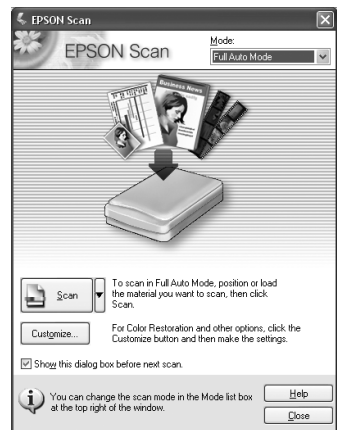 EPSON Scan
EPSON Scan
Mode:
Full Auto Mode
Business News
Scan
To scan in Full Auto Mode, position or load
the material you want to scan, then click
Scan.
Customize...
For Color Restoration and other options, click the
Customize button and then make the settings.
Show this dialog box before next scan.
You can change the scan mode in the Mode list box
at the top right of the window.
Help
Close